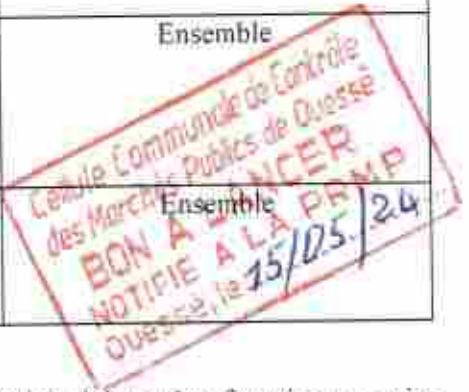 Ensemble
Cellule Communale de Contrôle
des Marchés Publics de Ouessè
BON A LANCER
Ensemble
NOTIFIE A LA PRMP
Ouessè, le 15/05/24